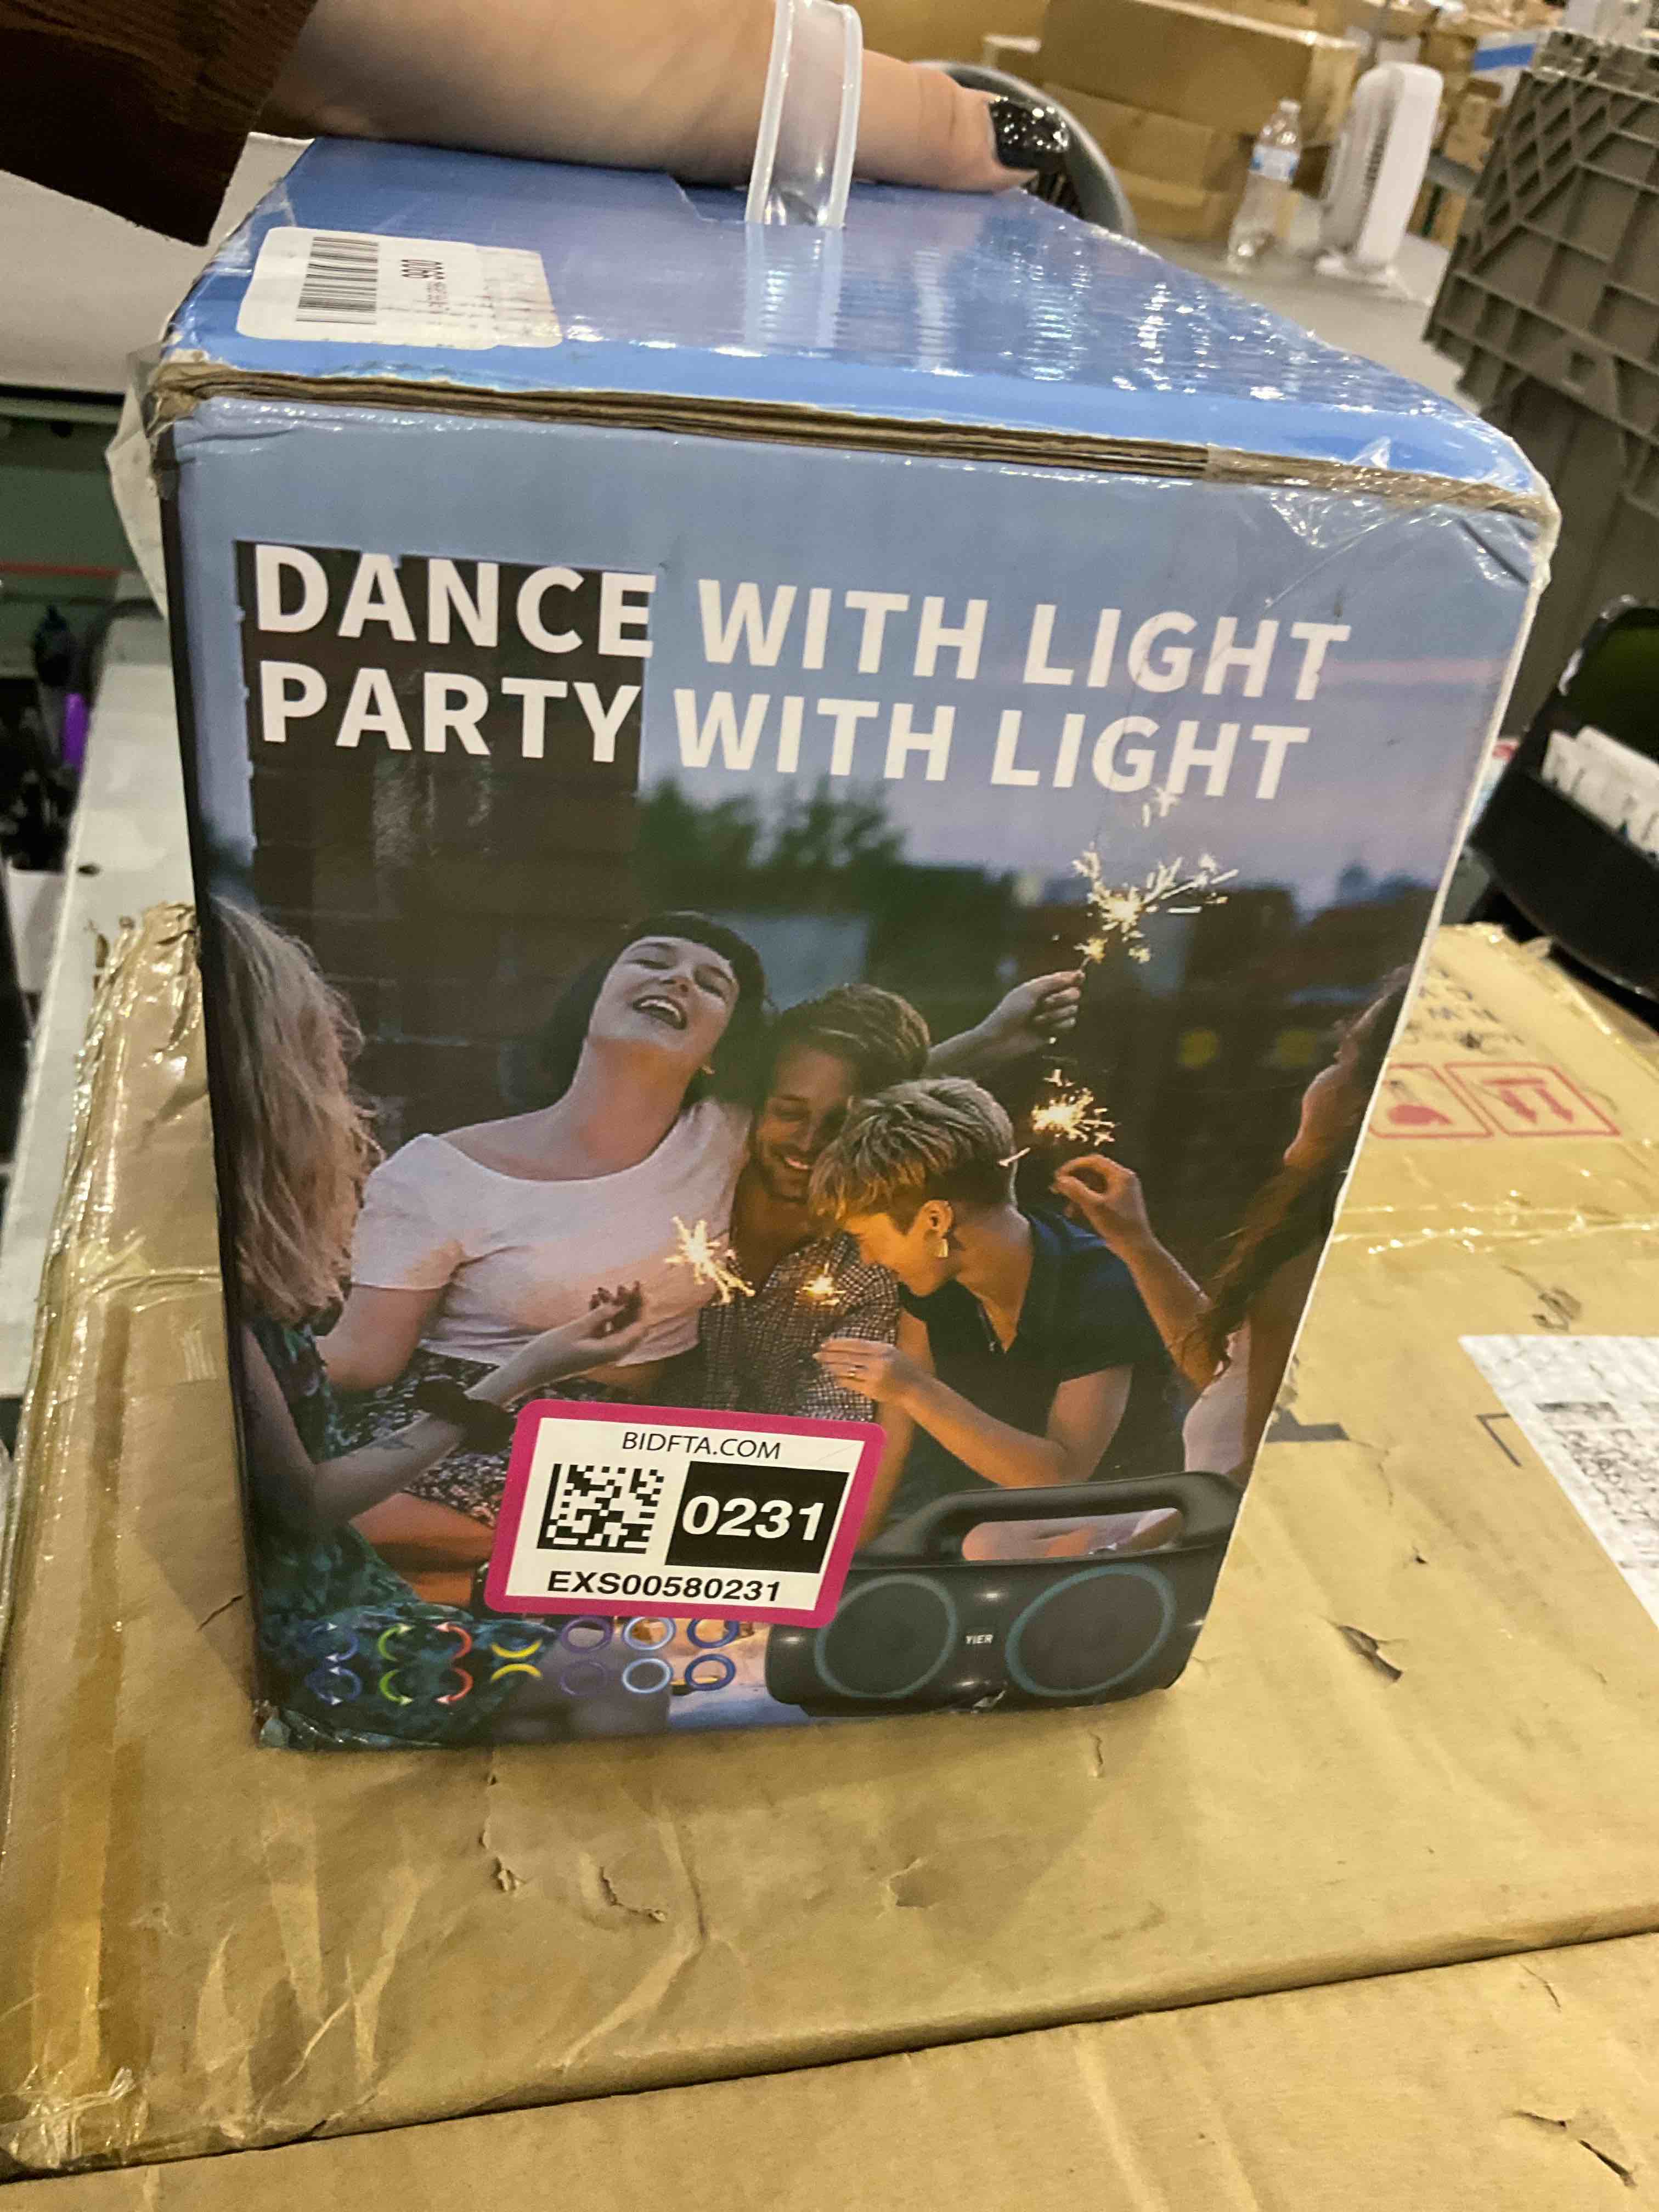 DANCE WITH LIGHT
PARTY WITH LIGHT
BIDFTA.COM
0231
EXS00580231
YIER